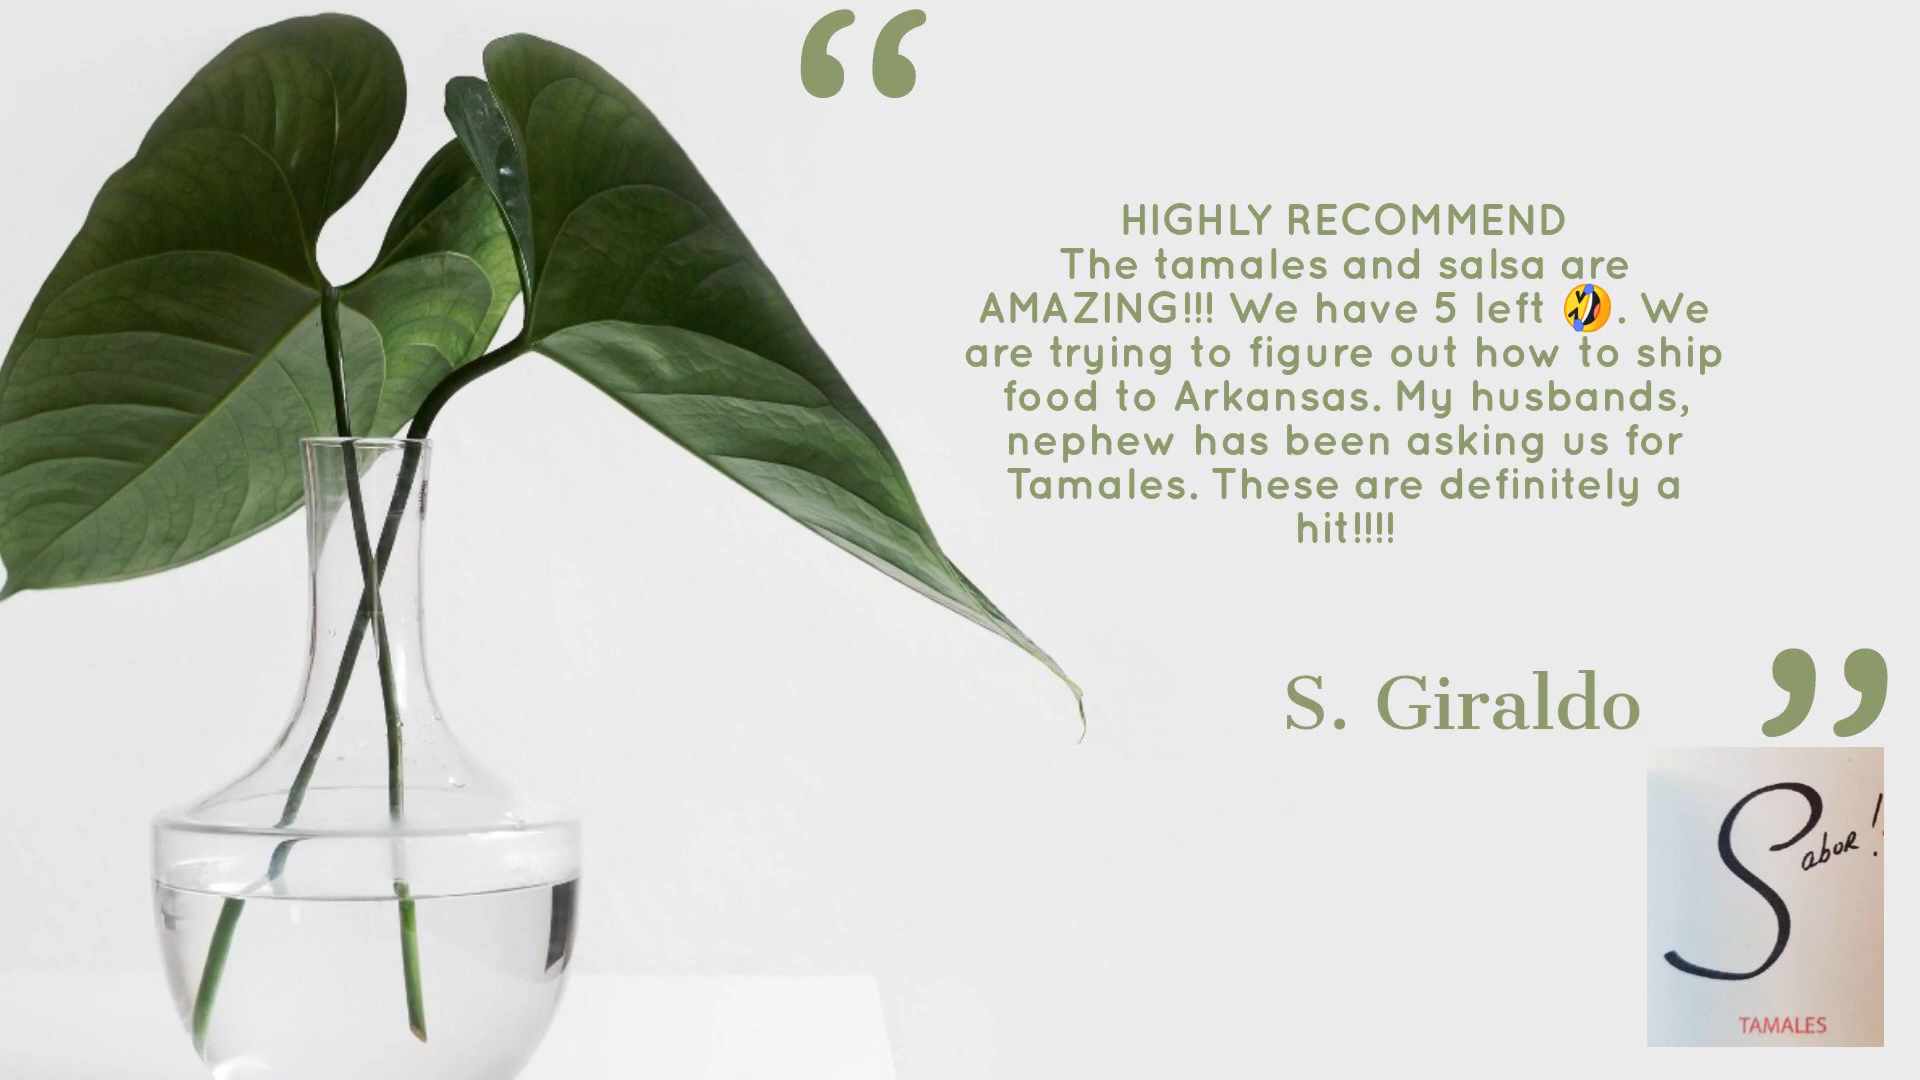 “
HIGHLY RECOMMEND
The tamales and salsa are
AMAZING!!! We have 5 left 🤣. We
are trying to figure out how to ship
food to Arkansas. My husbands,
nephew has been asking us for
Tamales. These are definitely a
hit!!!!
S. Giraldo
”
Sabor!
TAMALES